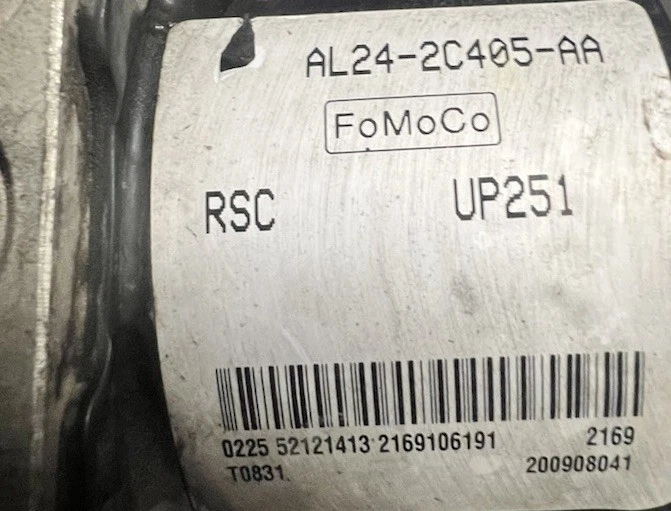 AL24-2C405-AA
FoMoCo
RSC UP251
0225 52121413 2169106191 2169
T0831. 200908041